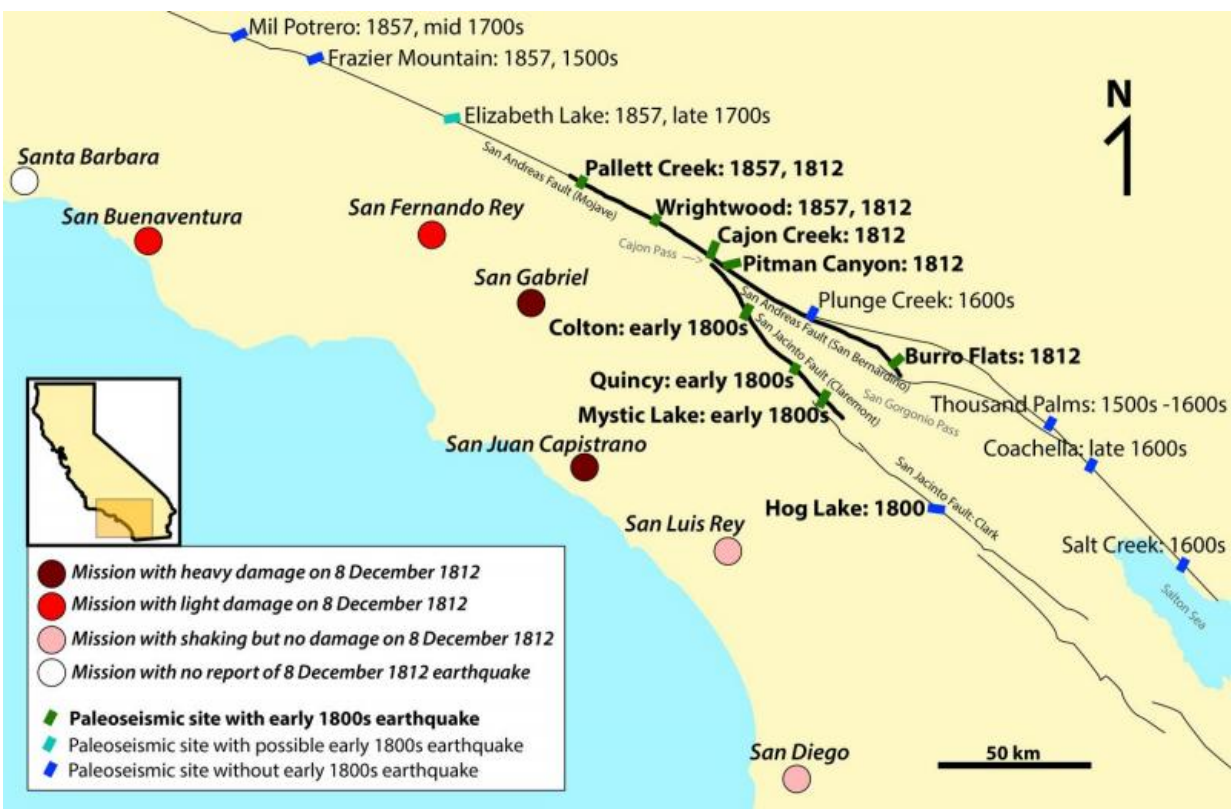 Mil Potrero: 1857, mid 1700s
Frazier Mountain: 1857, 1500s
N
Elizabeth Lake: 1857, late 1700s
Santa Barbara
San Andreas Fault (Mojave)
Pallett Creek: 1857, 1812
San Buenaventura
San Fernando Rey
Wrightwood: 1857, 1812
Cajon Creek: 1812
Cajon Pass -->
Pitman Canyon: 1812
San Gabriel
Plunge Creek: 1600s
San Andreas Fault (San Bernardino)
Colton: early 1800s
San Jacinto Fault (Claremont)
Burro Flats: 1812
Quincy: early 1800s
San Gorgonio Pass
Thousand Palms: 1500s -1600s
Mystic Lake: early 1800s
San Juan Capistrano
Coachella: late 1600s
San Jacinto Fault: Clark
Hog Lake: 1800
San Luis Rey
Salt Creek: 1600s
Salton Sea
Mission with heavy damage on 8 December 1812
Mission with light damage on 8 December 1812
Mission with shaking but no damage on 8 December 1812
Mission with no report of 8 December 1812 earthquake
Paleoseismic site with early 1800s earthquake
Paleoseismic site with possible early 1800s earthquake
Paleoseismic site without early 1800s earthquake
San Diego
50 km